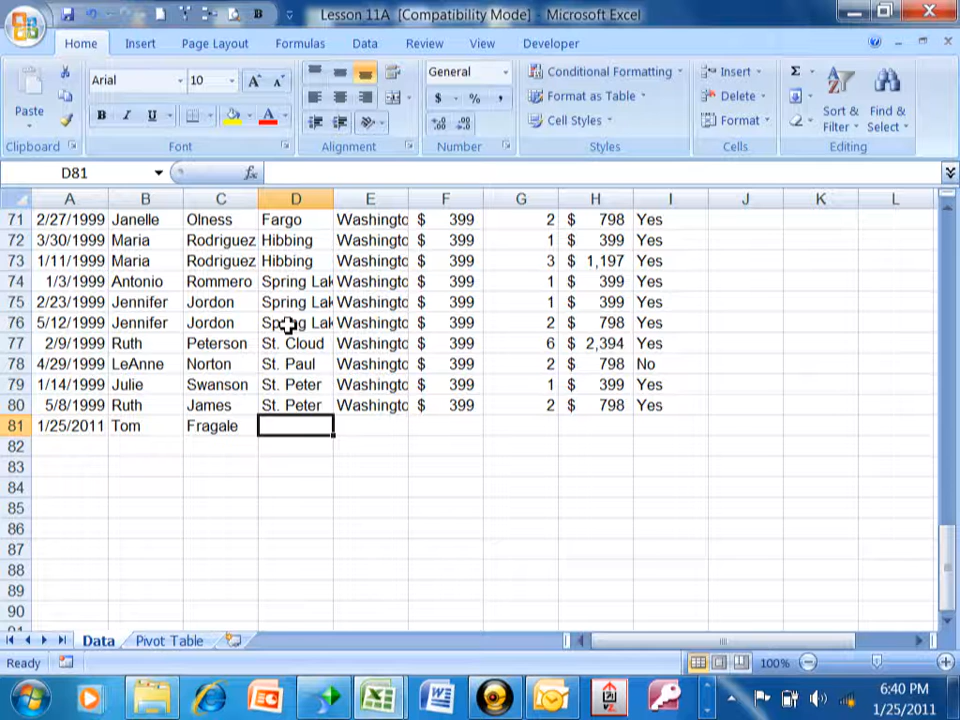 Lesson 11A [Compatibility Mode] - Microsoft Excel
Home Insert Page Layout Formulas Data Review View Developer
Paste
Arial 10
B I U
General
$ % ,
Conditional Formatting
Format as Table
Cell Styles
Insert
Delete
Format
Σ
Sort & Filter
Find & Select
Clipboard Font Alignment Number Styles Cells Editing
D81 fx
A B C D E F G H I J K L
71 2/27/1999 Janelle Olness Fargo Washingto $ 399 2 $ 798 Yes
72 3/30/1999 Maria Rodriguez Hibbing Washingto $ 399 1 $ 399 Yes
73 1/11/1999 Maria Rodriguez Hibbing Washingto $ 399 3 $ 1,197 Yes
74 1/3/1999 Antonio Rommero Spring Lak Washingto $ 399 1 $ 399 Yes
75 2/23/1999 Jennifer Jordon Spring Lak Washingto $ 399 1 $ 399 Yes
76 5/12/1999 Jennifer Jordon Spring Lak Washingto $ 399 2 $ 798 Yes
77 2/9/1999 Ruth Peterson St. Cloud Washingto $ 399 6 $ 2,394 Yes
78 4/29/1999 LeAnne Norton St. Paul Washingto $ 399 2 $ 798 No
79 1/14/1999 Julie Swanson St. Peter Washingto $ 399 1 $ 399 Yes
80 5/8/1999 Ruth James St. Peter Washingto $ 399 2 $ 798 Yes
81 1/25/2011 Tom Fragale
82
83
84
85
86
87
88
89
90
Data Pivot Table
Ready 100%
6:40 PM
1/25/2011